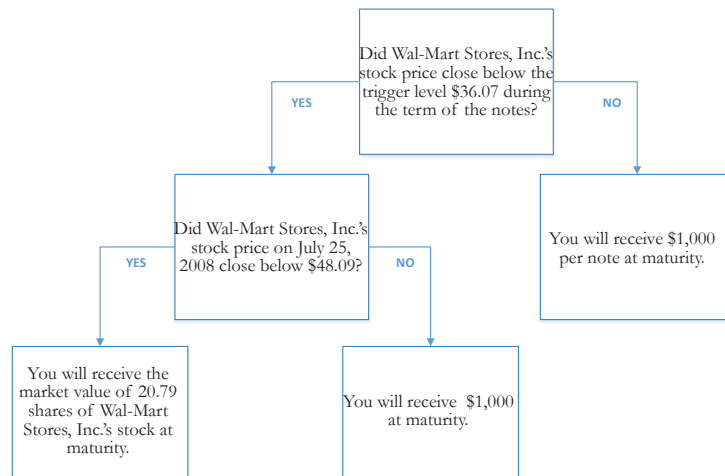 Did Wal-Mart Stores, Inc.'s
stock price close below the
trigger level $36.07 during
the term of the notes?
YES
NO
Did Wal-Mart Stores, Inc.'s
stock price on July 25,
2008 close below $48.09?
You will receive $1,000
per note at maturity.
YES
NO
You will receive the
market value of 20.79
shares of Wal-Mart
Stores, Inc.'s stock at
maturity.
You will receive $1,000
at maturity.